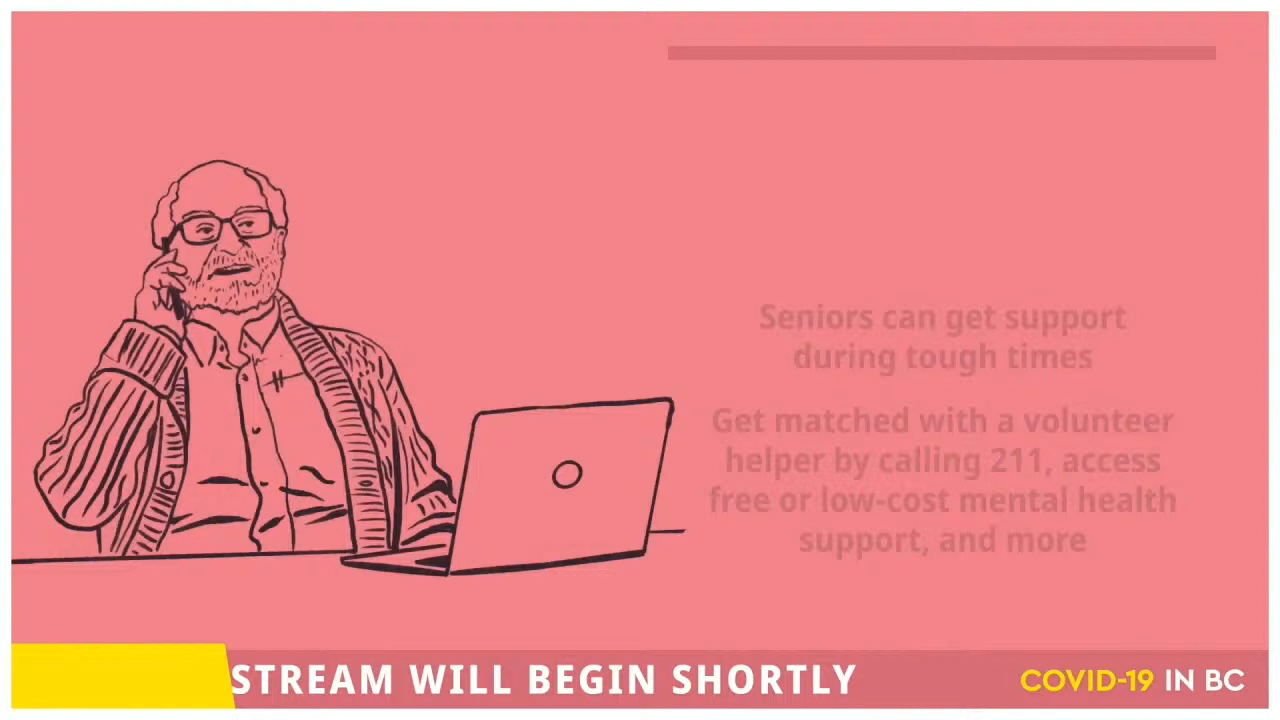 Seniors can get support
during tough times
Get matched with a volunteer
helper by calling 211, access
free or low-cost mental health
support, and more
STREAM WILL BEGIN SHORTLY
COVID-19 IN BC